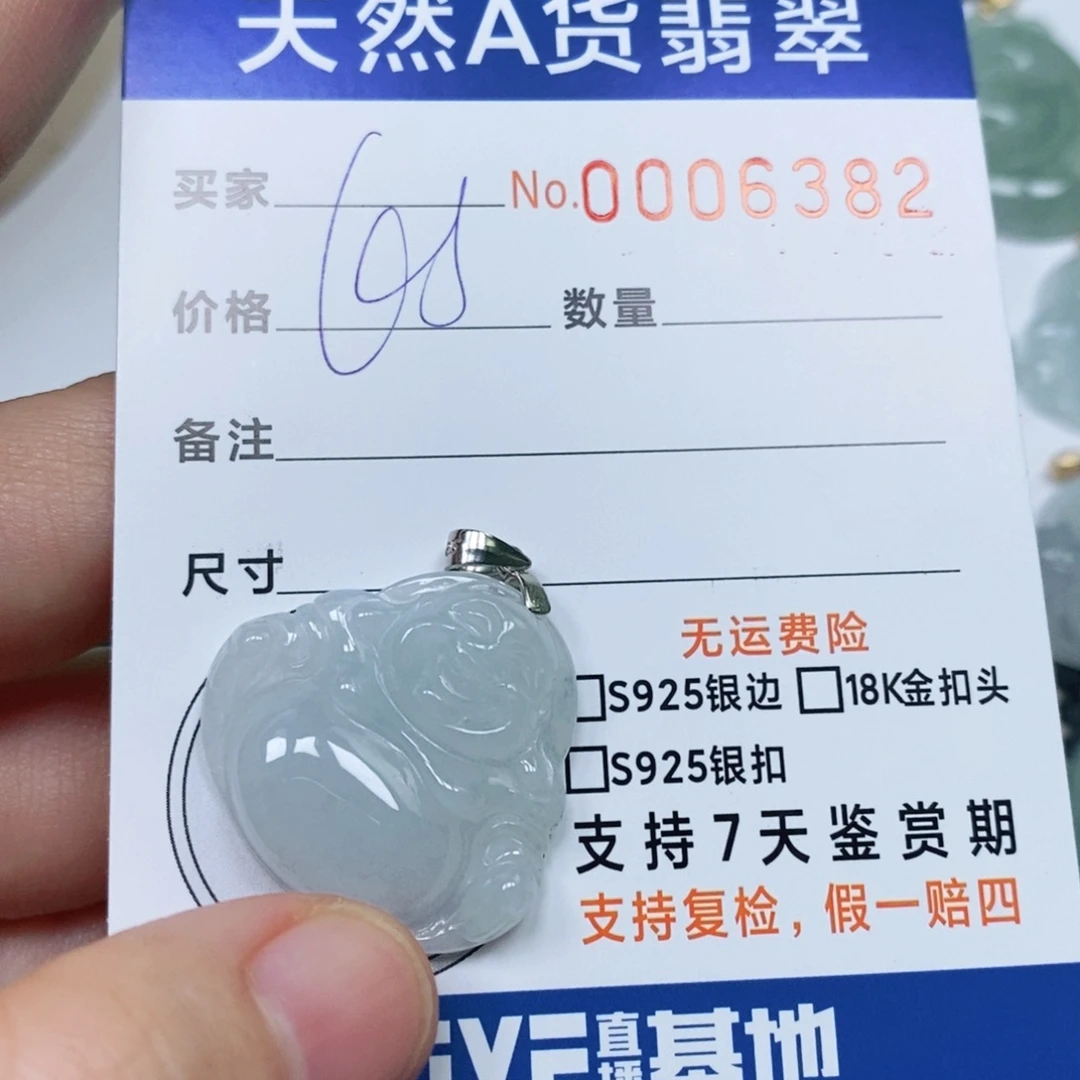 天然A货翡翠
买家 No.0006382
价格 数量
备注
尺寸
无运费险
S925银边 18K金扣头
S925银扣
支持7天鉴赏期
支持复检，假一赔四
直播基地